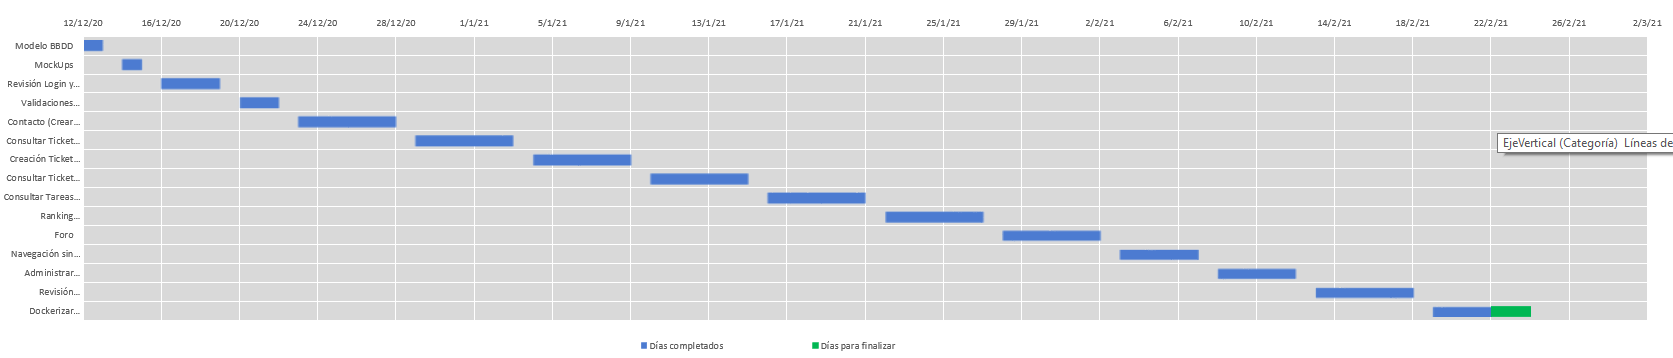 12/12/20 16/12/20 20/12/20 24/12/20 28/12/20 1/1/21 5/1/21 9/1/21 13/1/21 17/1/21 21/1/21 25/1/21 29/1/21 2/2/21 6/2/21 10/2/21 14/2/21 18/2/21 22/2/21 26/2/21 2/3/21
Modelo BBDD
MockUps
Revisión Login y...
Validaciones...
Contacto (Crear...
Consultar Ticket...
EjeVertical (Categoría) Líneas de
Creación Ticket...
Consultar Ticket...
Consultar Tareas...
Ranking...
Foro
Navegación sin...
Administrar...
Revisión...
Dockerizar...
Días completados Días para finalizar